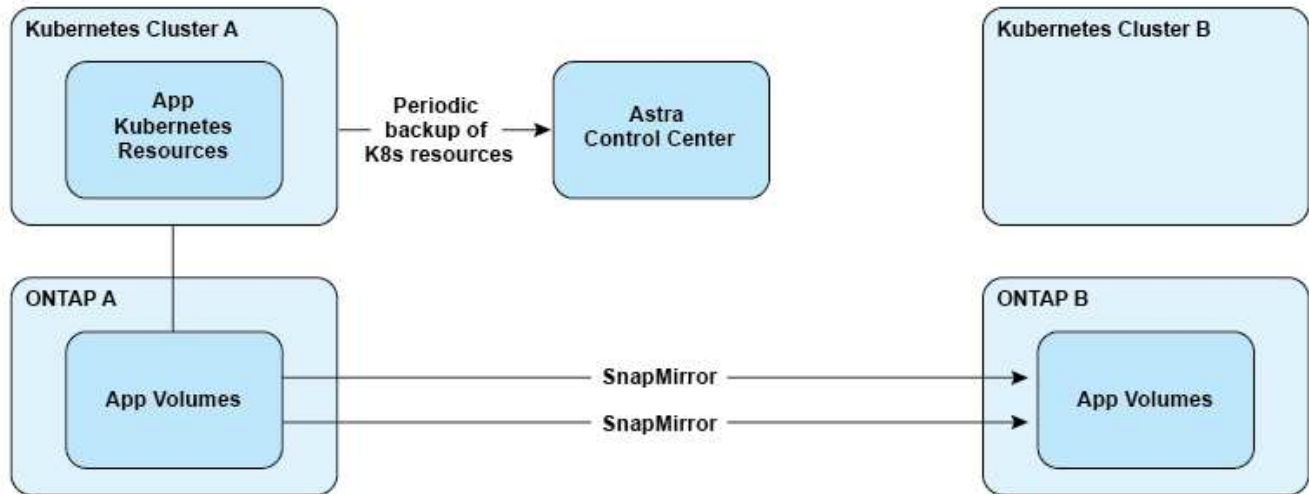 Kubernetes Cluster A
App
Kubernetes
Resources
Periodic
backup of
K8s resources
Astra
Control Center
Kubernetes Cluster B
ONTAP A
App Volumes
SnapMirror
SnapMirror
ONTAP B
App Volumes